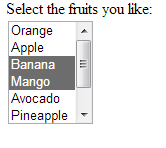 Select the fruits you like:
Orange
Apple
Banana
Mango
Avocado
Pineapple